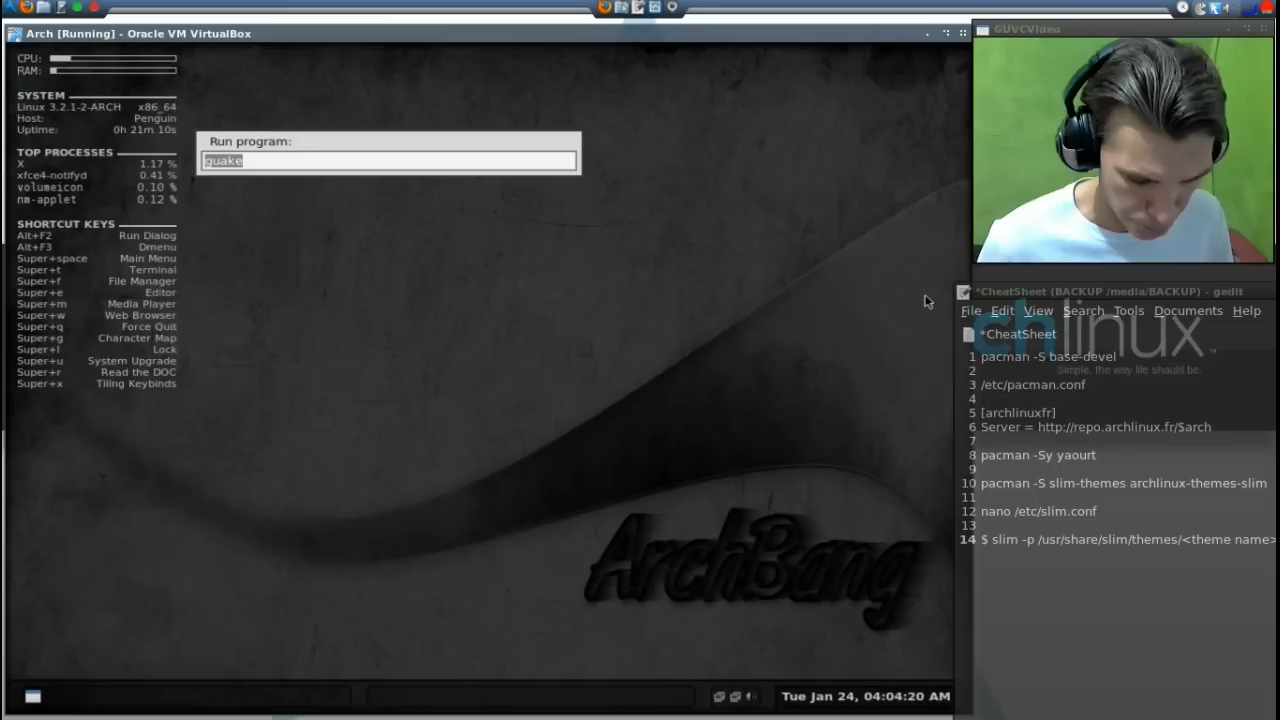 Arch [Running] - Oracle VM VirtualBox
CPU:
RAM:
SYSTEM
Linux 3.2.1-2-ARCH x86_64
Host: Penguin
Uptime: 0h 21m 10s
TOP PROCESSES
X 1.17 %
xfce4-notifyd 0.41 %
volumeicon 0.10 %
nm-applet 0.12 %
SHORTCUT KEYS
Alt+F2 Run Dialog
Alt+F3 Dmenu
Super+space Main Menu
Super+t Terminal
Super+f File Manager
Super+e Editor
Super+m Media Player
Super+w Web Browser
Super+q Force Quit
Super+g Character Map
Super+l Lock
Super+u System Upgrade
Super+r Read the DOC
Super+x Tiling Keybinds
Run program:
guake
ArchBang
Tue Jan 24, 04:04:20 AM
GUVCVideo
*CheatSheet (BACKUP /media/BACKUP) - gedit
File Edit View Search Tools Documents Help
*CheatSheet
chlinux
Simple. the way life should be.
1 pacman -S base-devel
2
3 /etc/pacman.conf
4
5 [archlinuxfr]
6 Server = http://repo.archlinux.fr/$arch
7
8 pacman -Sy yaourt
9
10 pacman -S slim-themes archlinux-themes-slim
11
12 nano /etc/slim.conf
13
14 $ slim -p /usr/share/slim/themes/<theme name>